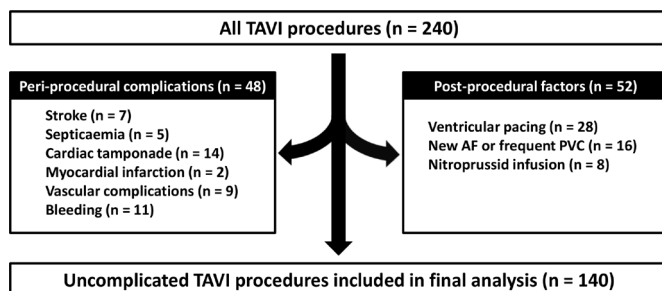 All TAVI procedures (n = 240)
Peri-procedural complications (n = 48)
Stroke (n = 7)
Septicaemia (n = 5)
Cardiac tamponade (n = 14)
Myocardial infarction (n = 2)
Vascular complications (n = 9)
Bleeding (n = 11)
Post-procedural factors (n = 52)
Ventricular pacing (n = 28)
New AF or frequent PVC (n = 16)
Nitroprussid infusion (n = 8)
Uncomplicated TAVI procedures included in final analysis (n = 140)